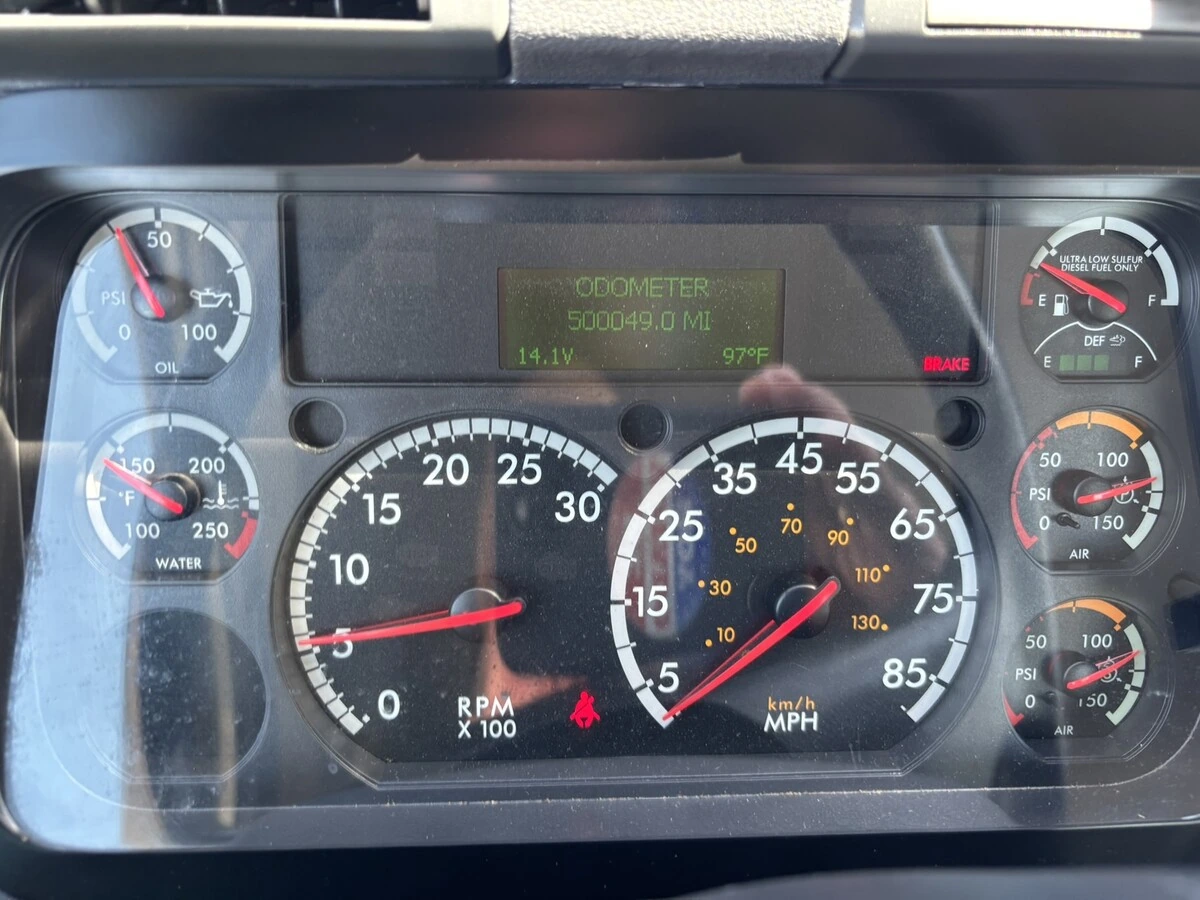 50
PSI
0
100
OIL
ODOMETER
500049.0 MI
14.1V
97°F
BRAKE
ULTRA LOW SULFUR
DIESEL FUEL ONLY
E
F
DEF
E
F
150
200
°F
100
250
WATER
0
5
10
15
20
25
30
RPM
X 100
5
15
25
35
45
55
65
75
85
10
30
50
70
90
110
130
km/h
MPH
50
100
PSI
0
150
AIR
50
100
PSI
0
150
AIR